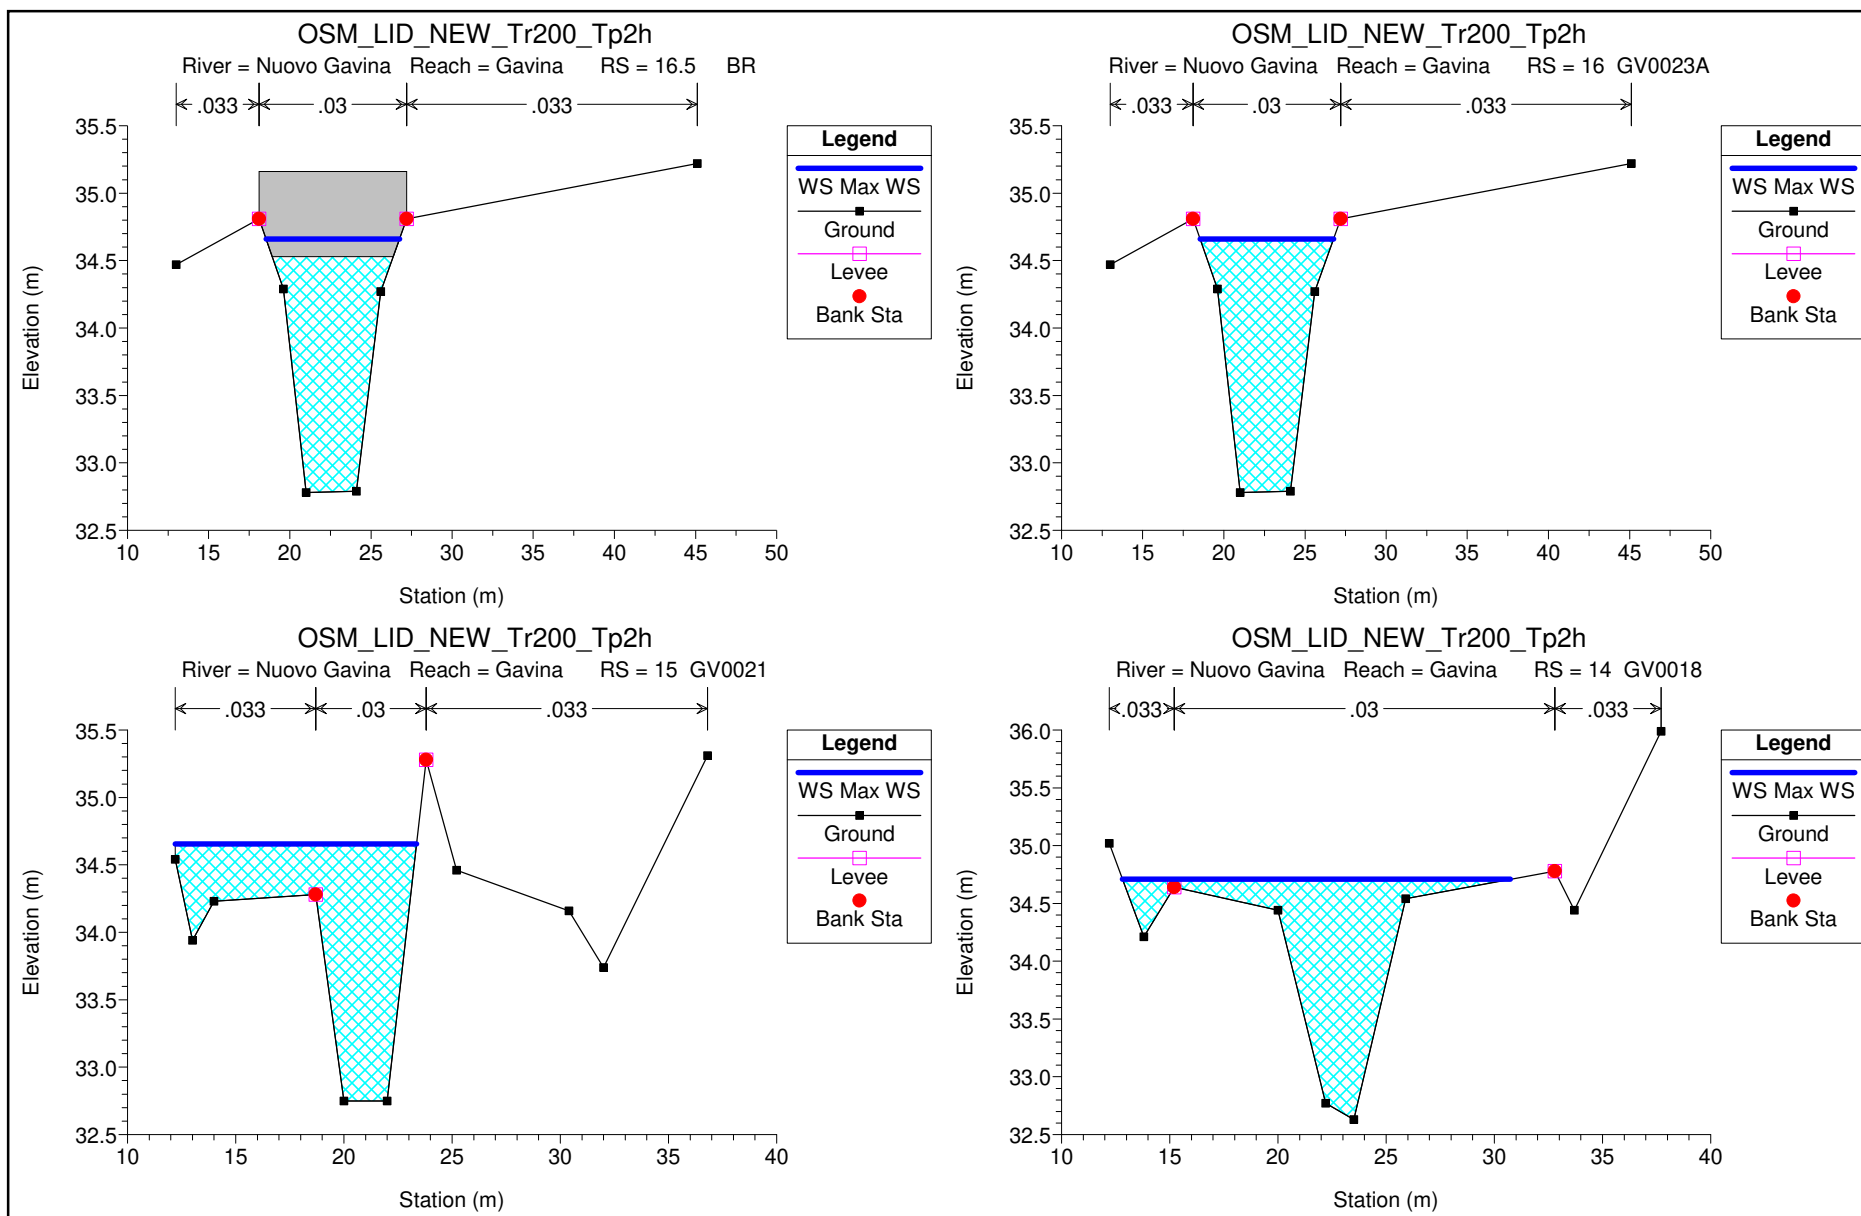 OSM_LID_NEW_Tr200_Tp2h
River = Nuovo Gavina Reach = Gavina RS = 16.5 BR
.033 .03 .033
35.5
35.0
34.5
34.0
33.5
33.0
32.5
Elevation (m)
10 15 20 25 30 35 40 45 50
Station (m)
Legend
WS Max WS
Ground
Levee
Bank Sta
OSM_LID_NEW_Tr200_Tp2h
River = Nuovo Gavina Reach = Gavina RS = 16 GV0023A
.033 .03 .033
35.5
35.0
34.5
34.0
33.5
33.0
32.5
Elevation (m)
10 15 20 25 30 35 40 45 50
Station (m)
Legend
WS Max WS
Ground
Levee
Bank Sta
OSM_LID_NEW_Tr200_Tp2h
River = Nuovo Gavina Reach = Gavina RS = 15 GV0021
.033 .03 .033
35.5
35.0
34.5
34.0
33.5
33.0
32.5
Elevation (m)
10 15 20 25 30 35 40
Station (m)
Legend
WS Max WS
Ground
Levee
Bank Sta
OSM_LID_NEW_Tr200_Tp2h
River = Nuovo Gavina Reach = Gavina RS = 14 GV0018
.033 .03 .033
36.0
35.5
35.0
34.5
34.0
33.5
33.0
32.5
Elevation (m)
10 15 20 25 30 35 40
Station (m)
Legend
WS Max WS
Ground
Levee
Bank Sta